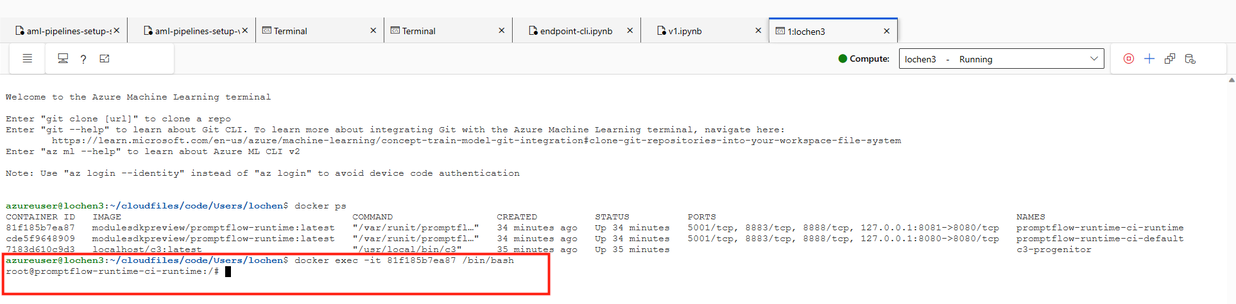 aml-pipelines-setup-s
aml-pipelines-setup-v
Terminal
Terminal
endpoint-cli.ipynb
v1.ipynb
1:lochen3
Compute: lochen3 - Running
Welcome to the Azure Machine Learning terminal
Enter "git clone [url]" to clone a repo
Enter "git --help" to learn about Git CLI. To learn more about integrating Git with the Azure Machine Learning terminal, navigate here:
https://learn.microsoft.com/en-us/azure/machine-learning/concept-train-model-git-integration#clone-git-repositories-into-your-workspace-file-system
Enter "az ml --help" to learn about Azure ML CLI v2
Note: Use "az login --identity" instead of "az login" to avoid device code authentication
azureuser@lochen3:~/cloudfiles/code/Users/lochen$ docker ps
CONTAINER ID IMAGE COMMAND CREATED STATUS PORTS NAMES
81f185b7ea87 modulesdkpreview/promptflow-runtime:latest "/var/runit/promptfl…" 34 minutes ago Up 34 minutes 5001/tcp, 8883/tcp, 8888/tcp, 127.0.0.1:8081->8080/tcp promptflow-runtime-ci-runtime
cde5f9648909 modulesdkpreview/promptflow-runtime:latest "/var/runit/promptfl…" 34 minutes ago Up 34 minutes 5001/tcp, 8883/tcp, 8888/tcp, 127.0.0.1:8080->8080/tcp promptflow-runtime-ci-default
7183d610c9d3 localhost/c3:latest "/usr/local/bin/c3" 35 minutes ago Up 35 minutes c3-progenitor
azureuser@lochen3:~/cloudfiles/code/Users/lochen$ docker exec -it 81f185b7ea87 /bin/bash
root@promptflow-runtime-ci-runtime:/#